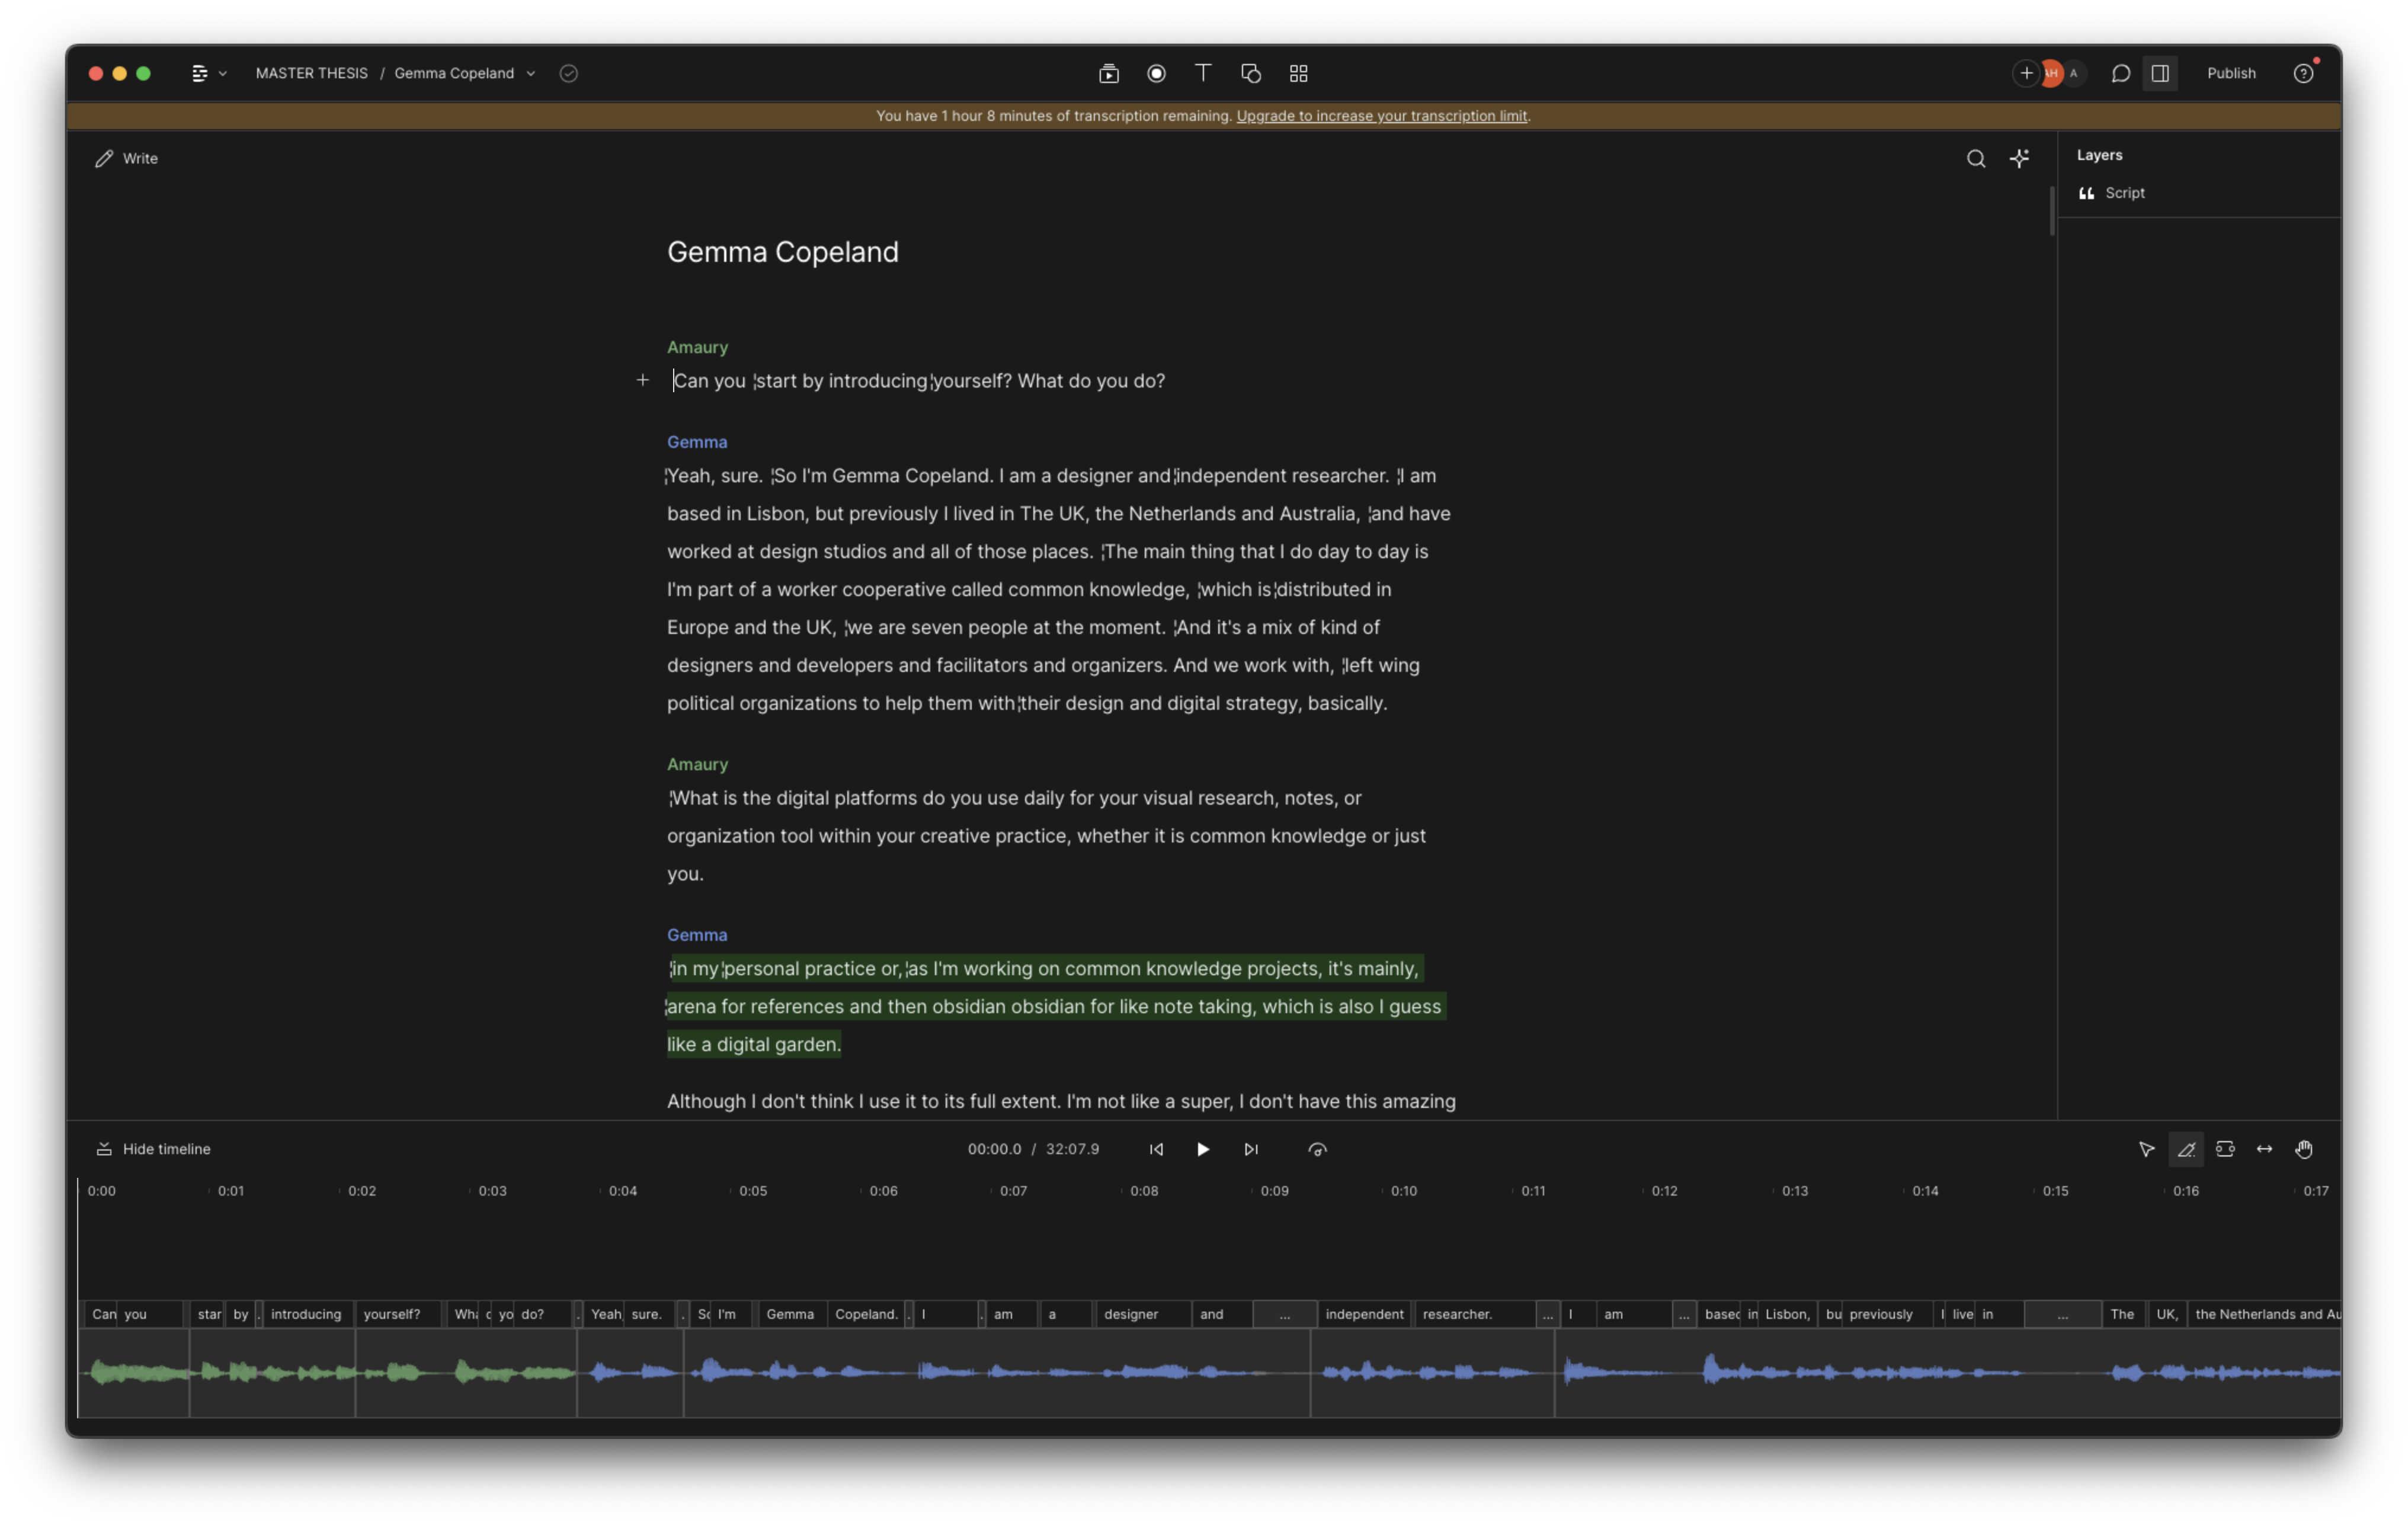 MASTER THESIS / Gemma Copeland
AH
A
Publish
You have 1 hour 8 minutes of transcription remaining. Upgrade to increase your transcription limit.
Write
Layers
Script
Gemma Copeland
Amaury
Can you ¦start by introducing¦yourself? What do you do?
Gemma
¦Yeah, sure. ¦So I'm Gemma Copeland. I am a designer and¦independent researcher. ¦I am
based in Lisbon, but previously I lived in The UK, the Netherlands and Australia, ¦and have
worked at design studios and all of those places. ¦The main thing that I do day to day is
I'm part of a worker cooperative called common knowledge, ¦which is¦distributed in
Europe and the UK, ¦we are seven people at the moment. ¦And it's a mix of kind of
designers and developers and facilitators and organizers. And we work with, ¦left wing
political organizations to help them with¦their design and digital strategy, basically.
Amaury
¦What is the digital platforms do you use daily for your visual research, notes, or
organization tool within your creative practice, whether it is common knowledge or just
you.
Gemma
¦in my¦personal practice or,¦as I'm working on common knowledge projects, it's mainly,
¦arena for references and then obsidian obsidian for like note taking, which is also I guess
like a digital garden.
Although I don't think I use it to its full extent. I'm not like a super, I don't have this amazing
Hide timeline
00:00.0 / 32:07.9
0:00 0:01 0:02 0:03 0:04 0:05 0:06 0:07 0:08 0:09 0:10 0:11 0:12 0:13 0:14 0:15 0:16 0:17
Can you star by . introducing yourself? Wha yo do? . Yeah, sure. . So I'm Gemma Copeland. . I . am a designer and ... independent researcher. ... I am ... based in Lisbon, bu previously I live in ... The UK, the Netherlands and Au